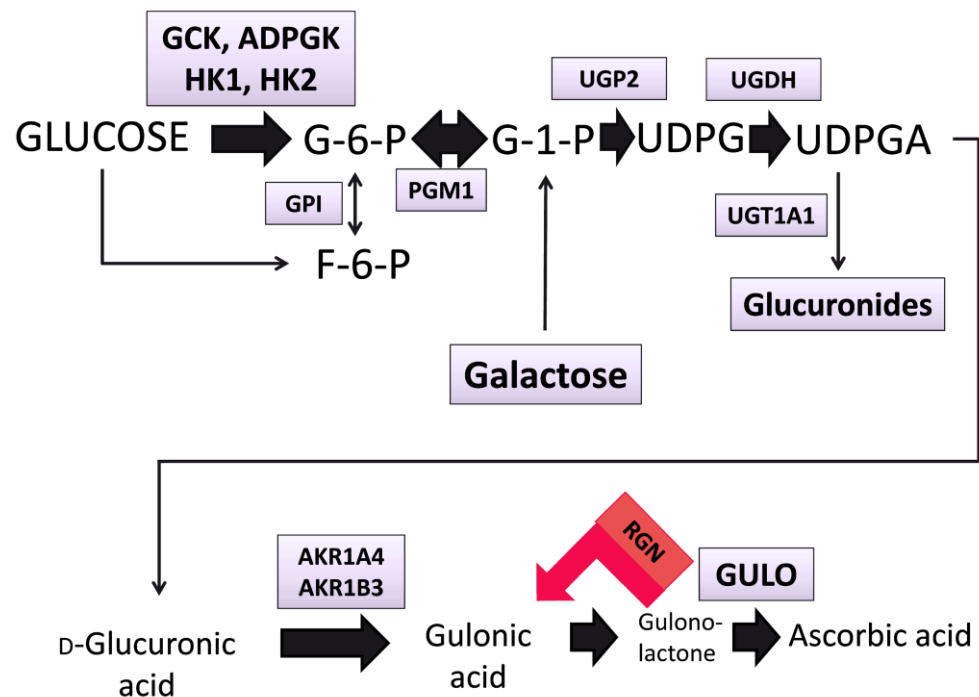 GCK, ADPGK
HK1, HK2
UGP2
UGDH
GLUCOSE
G-6-P
G-1-P
UDPG
UDPGA
GPI
PGM1
UGT1A1
F-6-P
Glucuronides
Galactose
RGN
AKR1A4
AKR1B3
GULO
D-Glucuronic
acid
Gulonic
acid
Gulono-
lactone
Ascorbic acid